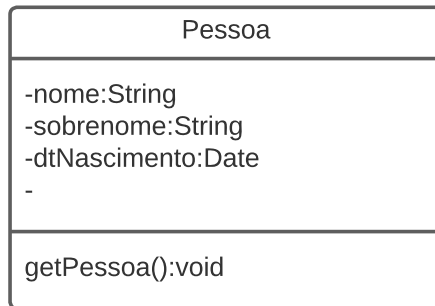 Pessoa
-nome:String
-sobrenome:String
-dtNascimento:Date
-
getPessoa():void